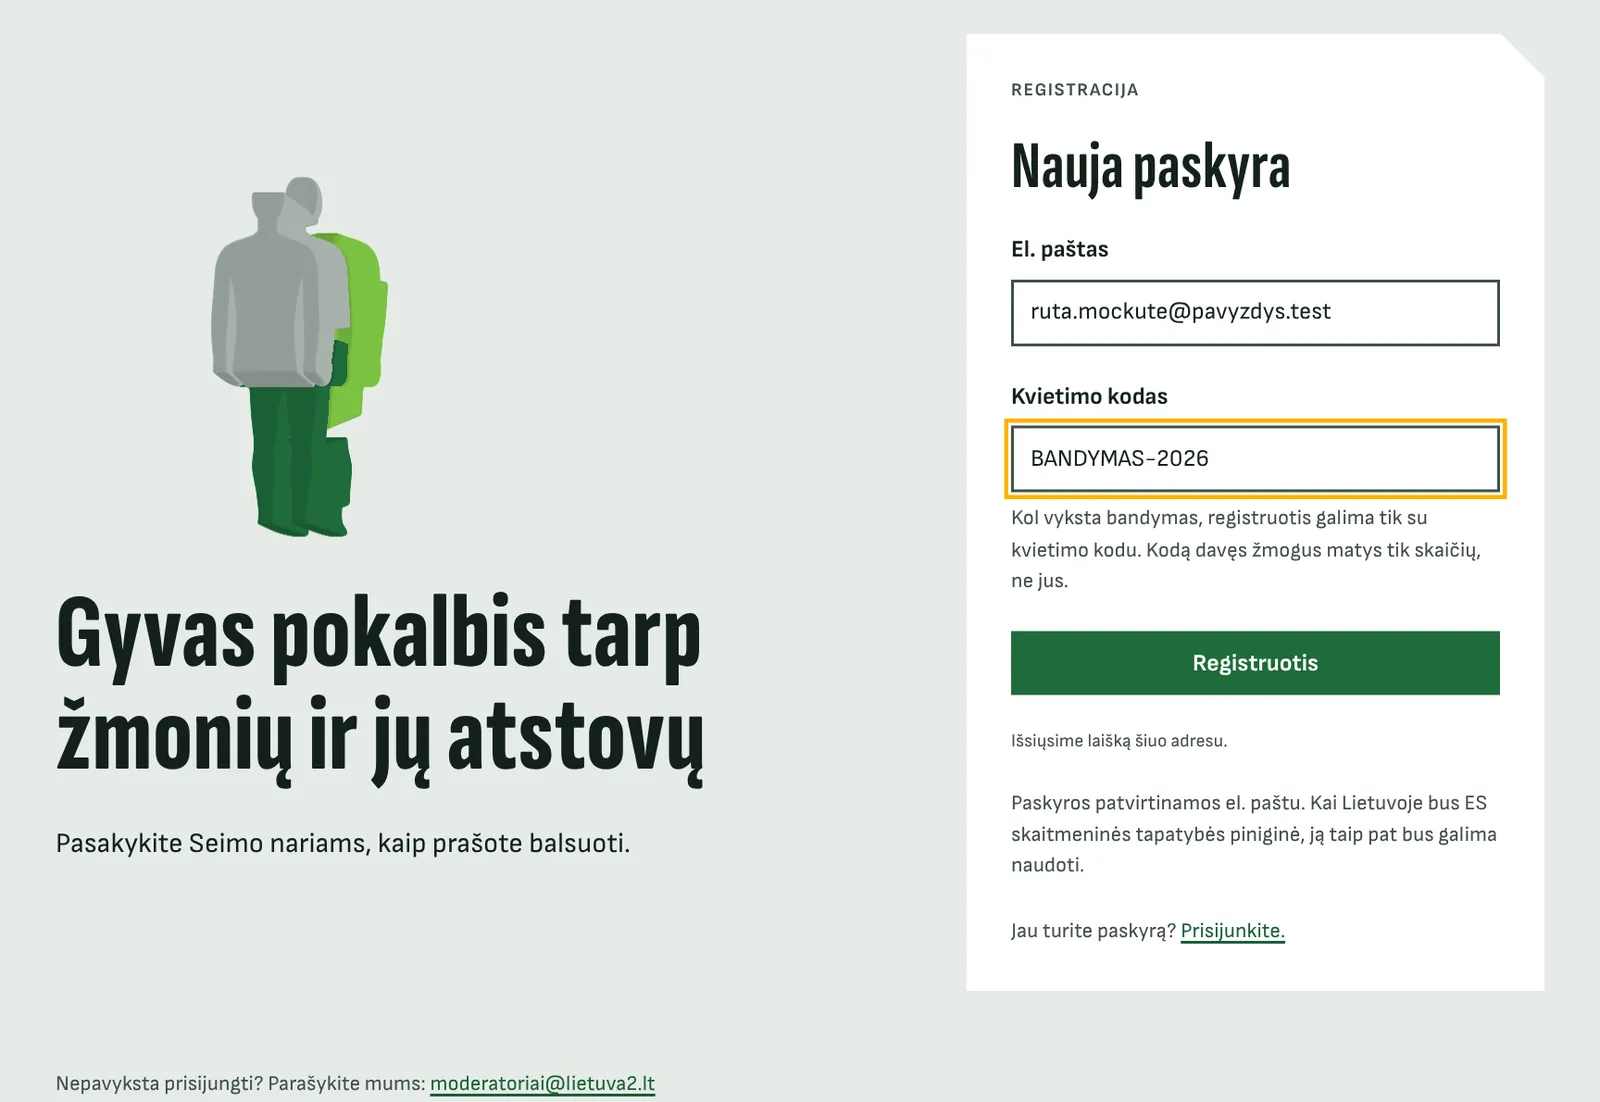 Gyvas pokalbis tarp
žmonių ir jų atstovų
Pasakykite Seimo nariams, kaip prašote balsuoti.
Nepavyksta prisijungti? Parašykite mums: moderatoriai@lietuva2.lt
REGISTRACIJA
Nauja paskyra
El. paštas
ruta.mockute@pavyzdys.test
Kvietimo kodas
BANDYMAS-2026
Kol vyksta bandymas, registruotis galima tik su
kvietimo kodu. Kodą davęs žmogus matys tik skaičių,
ne jus.
Registruotis
Išsiųsime laišką šiuo adresu.
Paskyros patvirtinamos el. paštu. Kai Lietuvoje bus ES
skaitmeninės tapatybės piniginė, ją taip pat bus galima
naudoti.
Jau turite paskyrą? Prisijunkite.